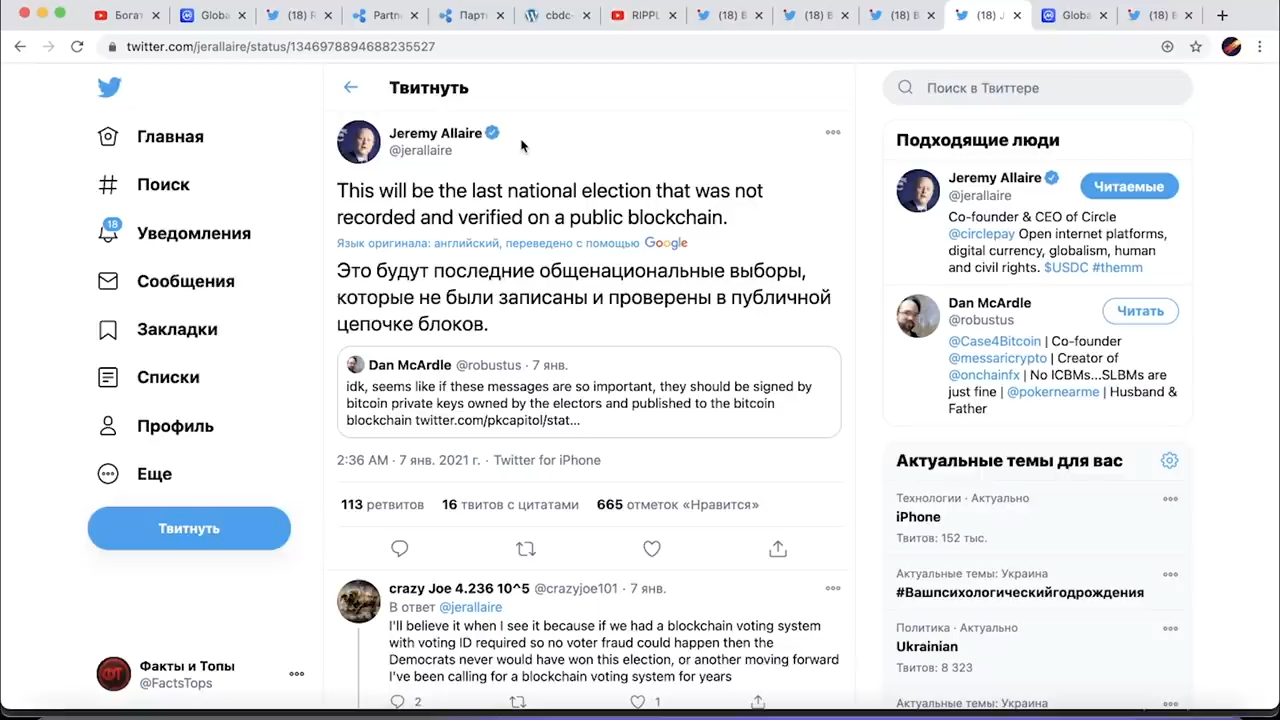 Богат
Globa
(18) F
Partne
Партн
cbdc-
RIPPL
(18) B
(18) B
(18) B
(18) J
Globa
(18) B
twitter.com/jerallaire/status/1346978894688235527
Главная
Поиск
18
Уведомления
Сообщения
Закладки
Списки
Профиль
Еще
Твитнуть
Факты и Топы
@FactsTops
Твитнуть
Jeremy Allaire
@jerallaire
This will be the last national election that was not
recorded and verified on a public blockchain.
Язык оригинала: английский, переведено с помощью Google
Это будут последние общенациональные выборы,
которые не были записаны и проверены в публичной
цепочке блоков.
Dan McArdle @robustus · 7 янв.
idk, seems like if these messages are so important, they should be signed by
bitcoin private keys owned by the electors and published to the bitcoin
blockchain twitter.com/pkcapitol/stat...
2:36 AM · 7 янв. 2021 г. · Twitter for iPhone
113 ретвитов 16 твитов с цитатами 665 отметок «Нравится»
crazy Joe 4.236 10^5 @crazyjoe101 · 7 янв.
В ответ @jerallaire
I'll believe it when I see it because if we had a blockchain voting system
with voting ID required so no voter fraud could happen then the
Democrats never would have won this election, or another moving forward
I've been calling for a blockchain voting system for years
2 1
Поиск в Твиттере
Подходящие люди
Jeremy Allaire
@jerallaire
Читаемые
Co-founder & CEO of Circle
@circlepay Open internet platforms,
digital currency, globalism, human
and civil rights. $USDC #themm
Dan McArdle
@robustus
Читать
@Case4Bitcoin | Co-founder
@messaricrypto | Creator of
@onchainfx | No ICBMs...SLBMs are
just fine | @pokernearme | Husband &
Father
Актуальные темы для вас
Технологии · Актуально
iPhone
Твитов: 152 тыс.
Актуальные темы: Украина
#Вашпсихологическийгодрождения
Политика · Актуально
Ukrainian
Твитов: 8 323
Актуальные темы: Украина